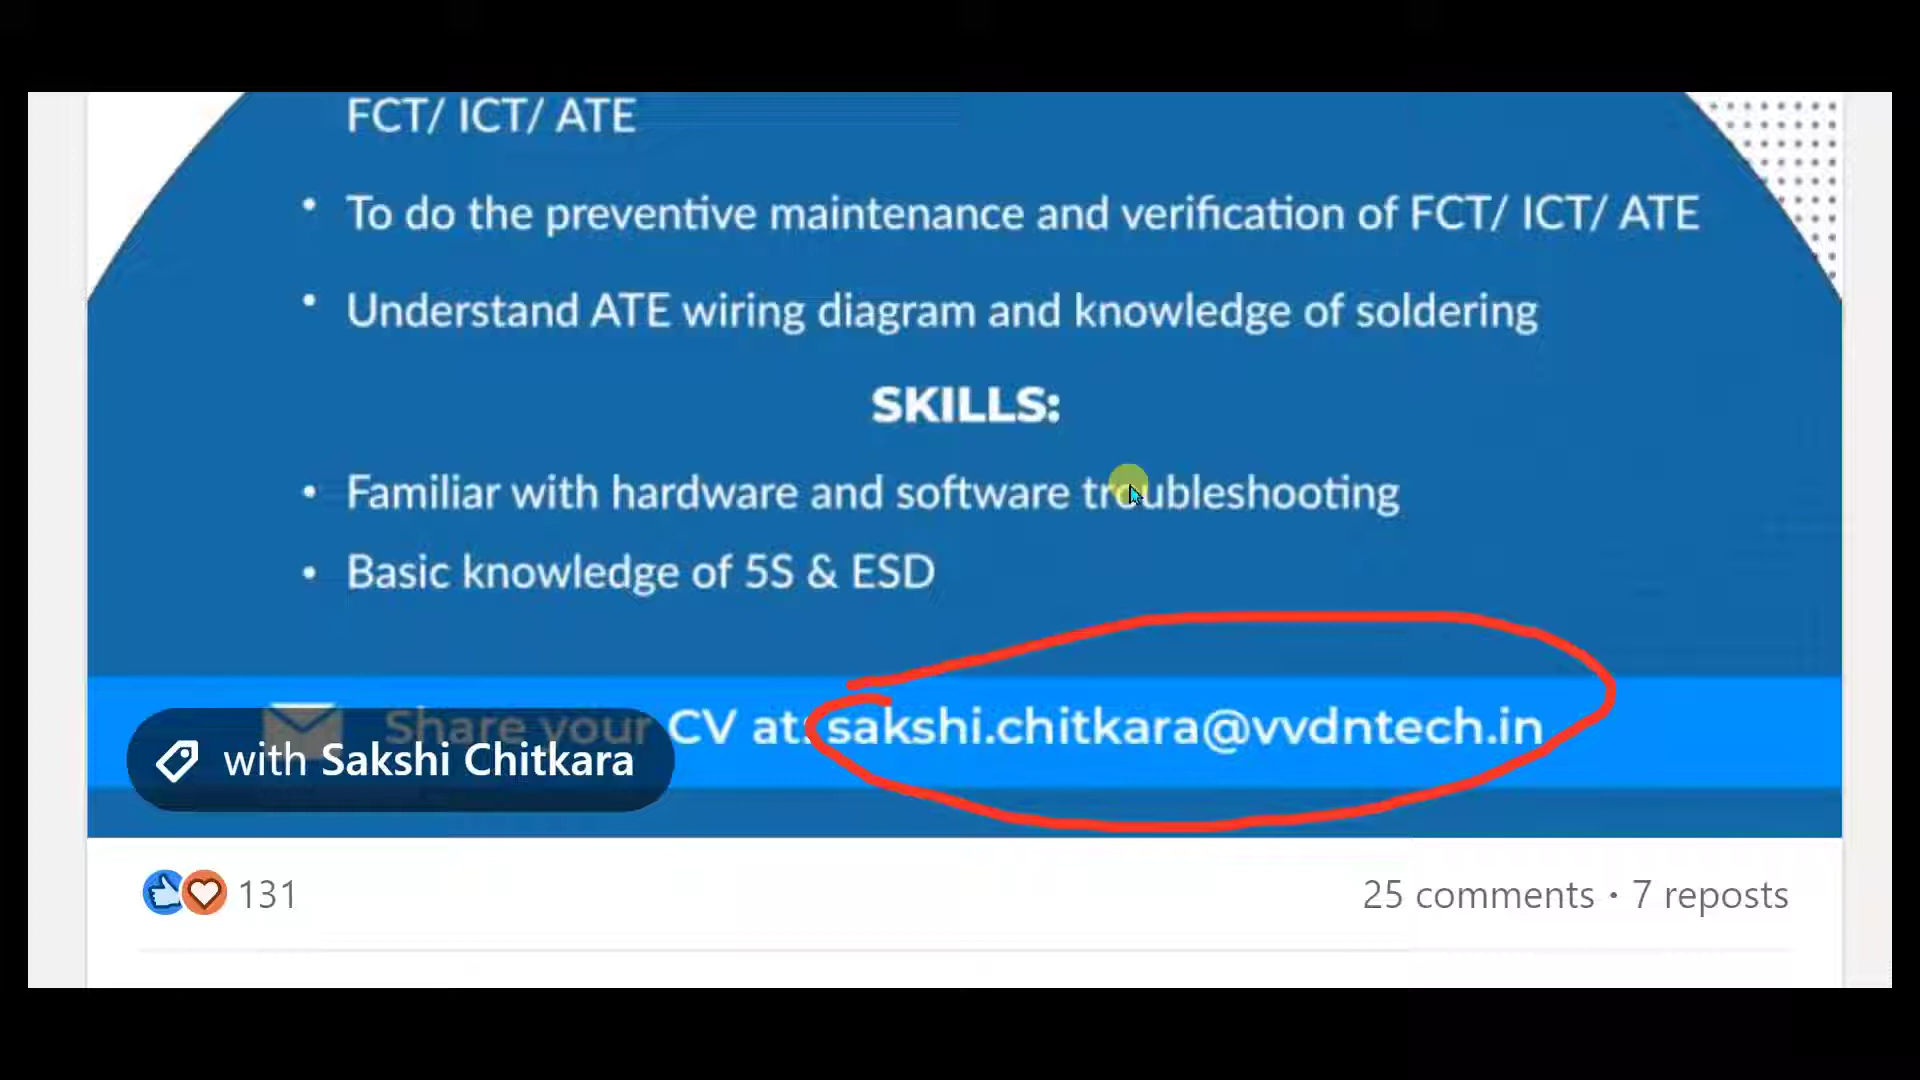 FCT/ ICT/ ATE
• To do the preventive maintenance and verification of FCT/ ICT/ ATE
• Understand ATE wiring diagram and knowledge of soldering
SKILLS:
• Familiar with hardware and software troubleshooting
• Basic knowledge of 5S & ESD
Share your CV at: sakshi.chitkara@vvdntech.in
with Sakshi Chitkara
131
25 comments • 7 reposts